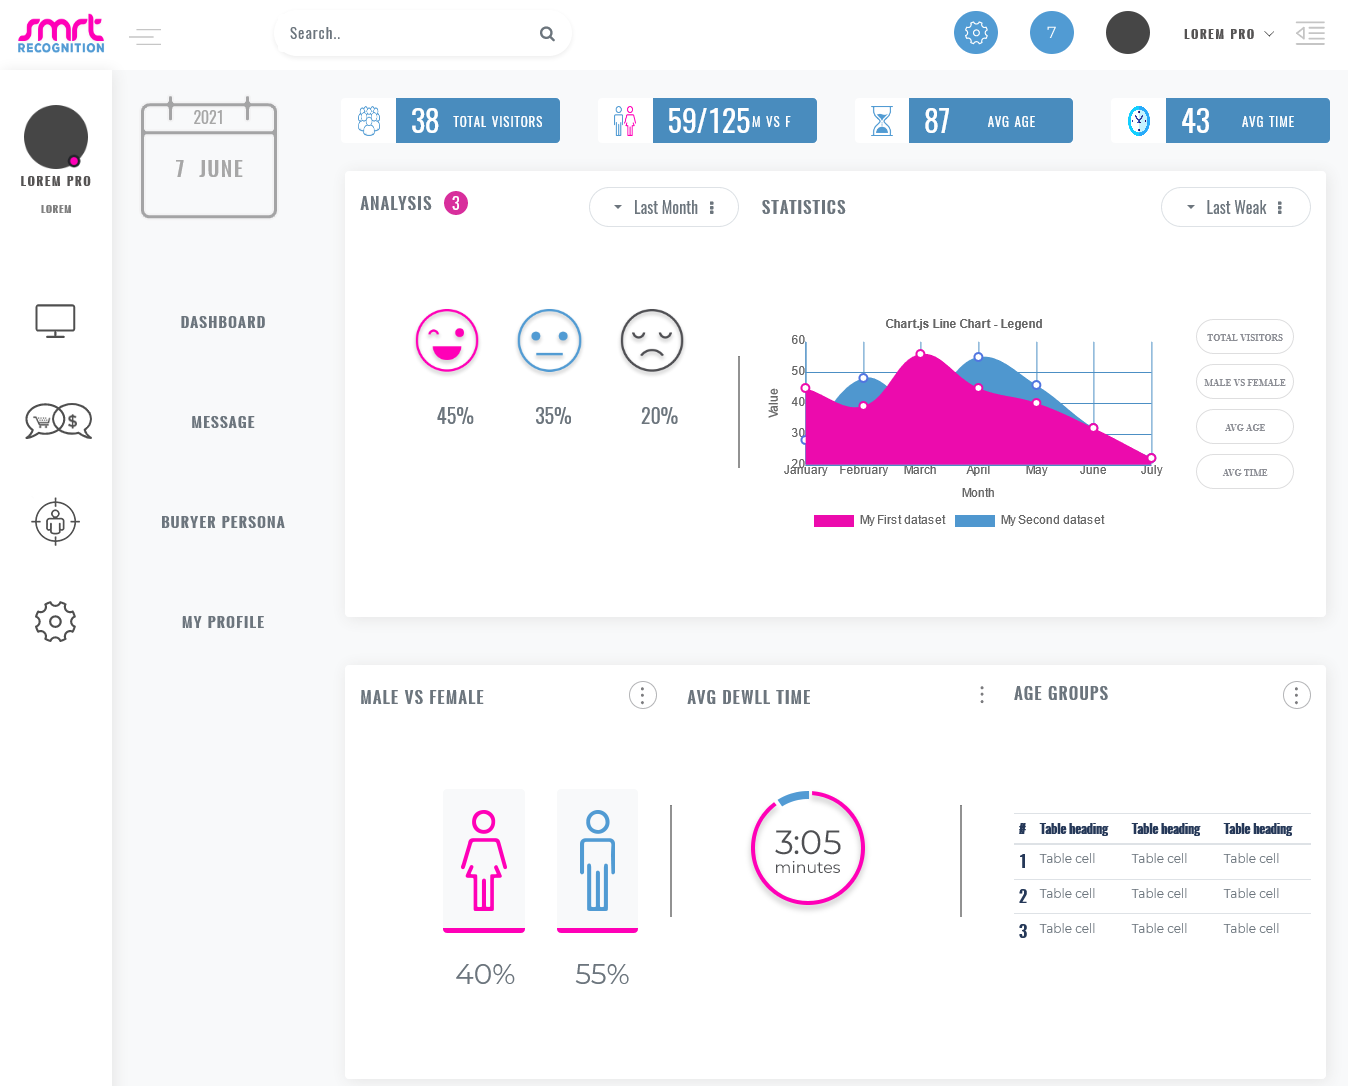 smrt
RECOGNITION
Search..
7
LOREM PRO
LOREM PRO
LOREM
2021
7 JUNE
38 TOTAL VISITORS
59/125 M VS F
87 AVG AGE
43 AVG TIME
DASHBOARD
MESSAGE
BURYER PERSONA
MY PROFILE
ANALYSIS 3
Last Month
STATISTICS
Last Weak
45%
35%
20%
Chart.js Line Chart - Legend
60
50
40
30
20
Value
January February March April May June July
Month
My First dataset My Second dataset
TOTAL VISITORS
MALE VS FEMALE
AVG AGE
AVG TIME
MALE VS FEMALE
40%
55%
AVG DEWLL TIME
3:05
minutes
AGE GROUPS
# Table heading Table heading Table heading
1 Table cell Table cell Table cell
2 Table cell Table cell Table cell
3 Table cell Table cell Table cell